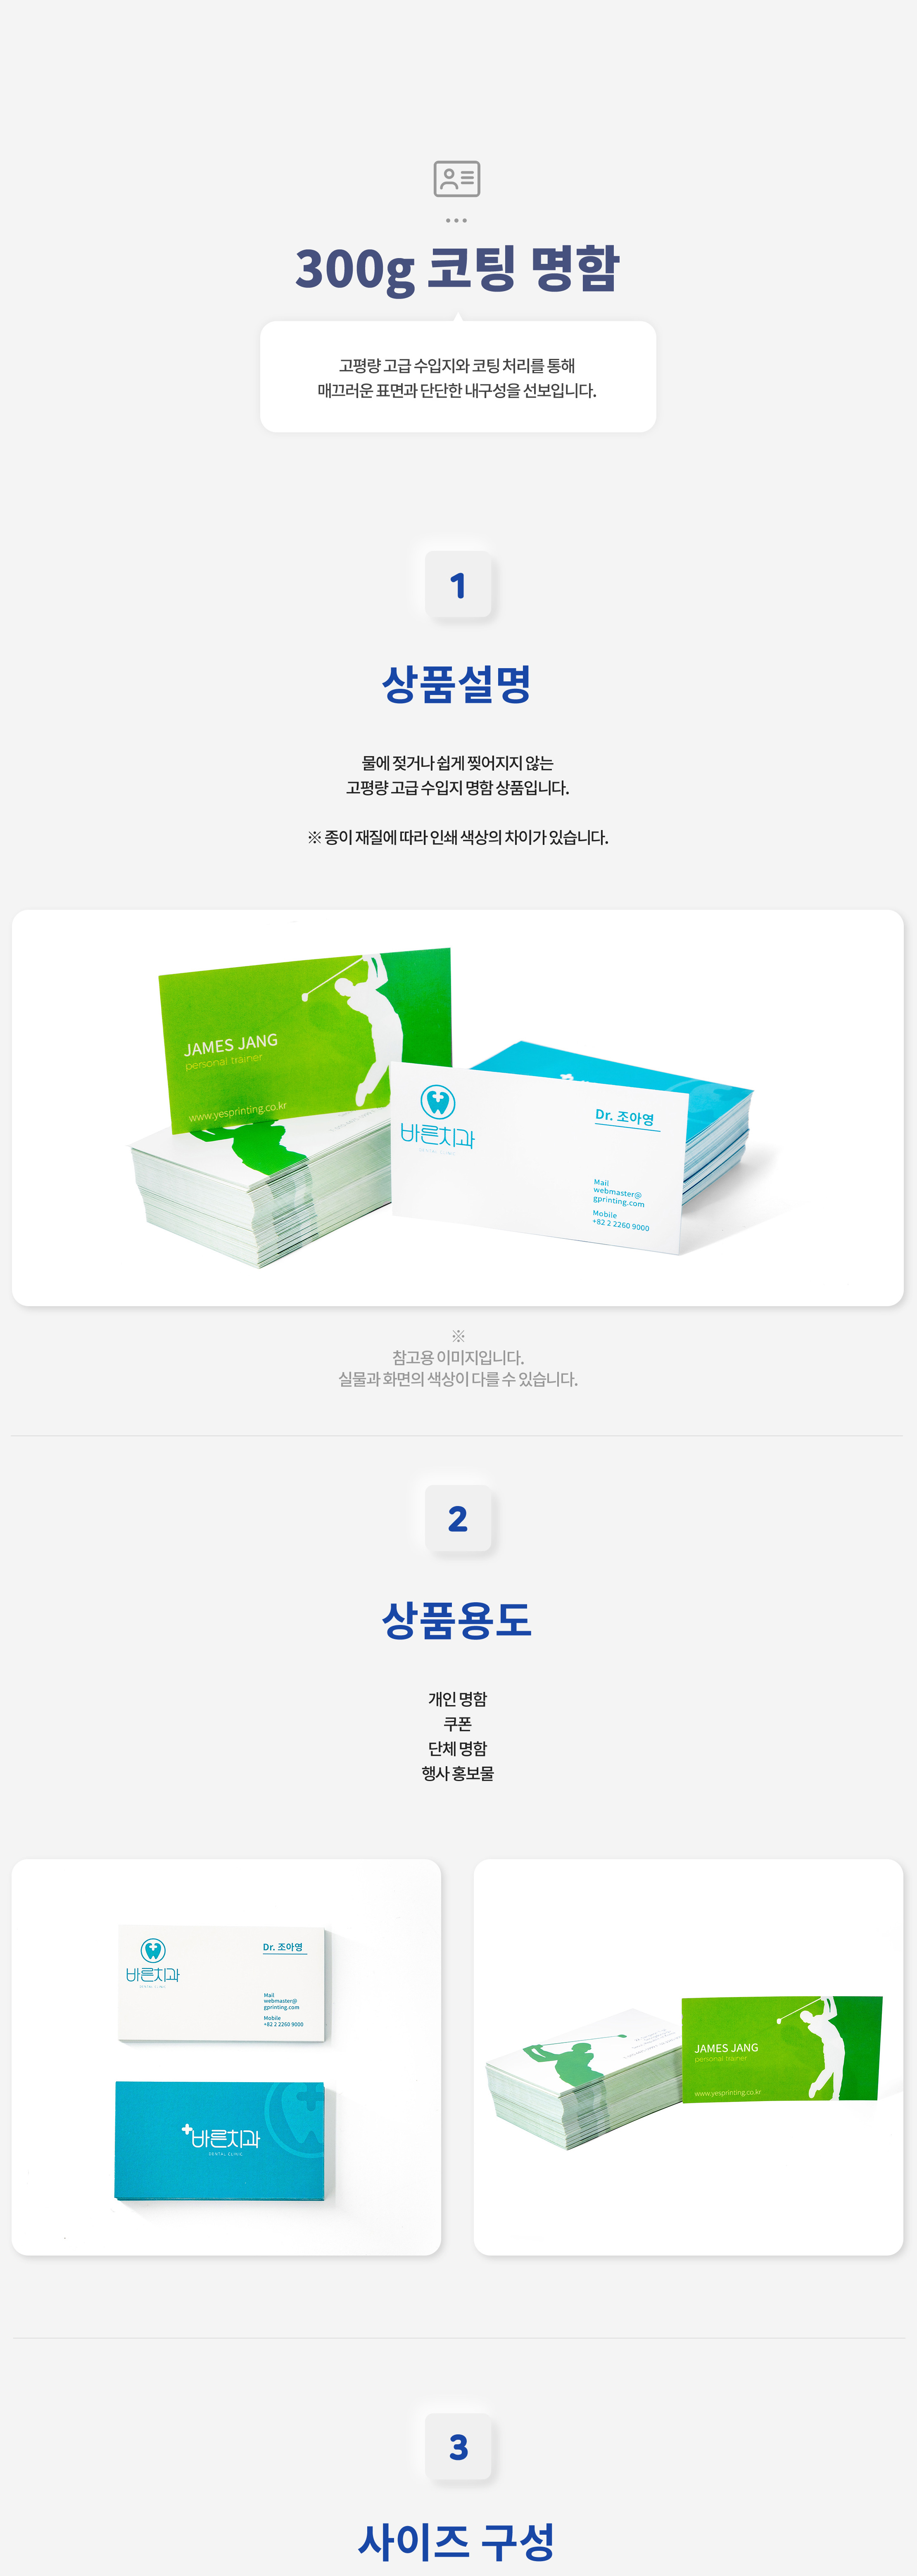 300g 코팅 명함
고평량 고급 수입지와 코팅 처리를 통해
매끄러운 표면과 단단한 내구성을 선보입니다.
1
상품설명
물에 젖거나 쉽게 찢어지지 않는
고평량 고급 수입지 명함 상품입니다.
※ 종이 재질에 따라 인쇄 색상의 차이가 있습니다.
JAMES JANG
personal trainer
www.yesprinting.co.kr
바른치과
DENTAL CLINIC
Dr. 조아영
Mail
webmaster@
gprinting.com
Mobile
+82 2 2260 9000
※
참고용 이미지입니다.
실물과 화면의 색상이 다를 수 있습니다.
2
상품용도
개인 명함
쿠폰
단체 명함
행사 홍보물
바른치과
DENTAL CLINIC
Dr. 조아영
Mail
webmaster@
gprinting.com
Mobile
+82 2 2260 9000
바른치과
DENTAL CLINIC
JAMES JANG
personal trainer
www.yesprinting.co.kr
3
사이즈 구성